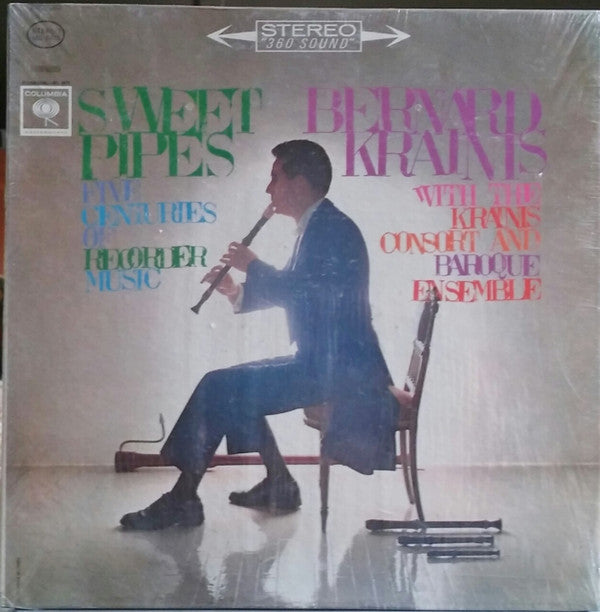 STEREO
"360 SOUND"
COLUMBIA
SWEET
PIPES
FIVE
CENTURIES
OF
RECORDER
MUSIC
BERNARD
KRAINIS
WITH THE
KRAINIS
CONSORT AND
BAROQUE
ENSEMBLE